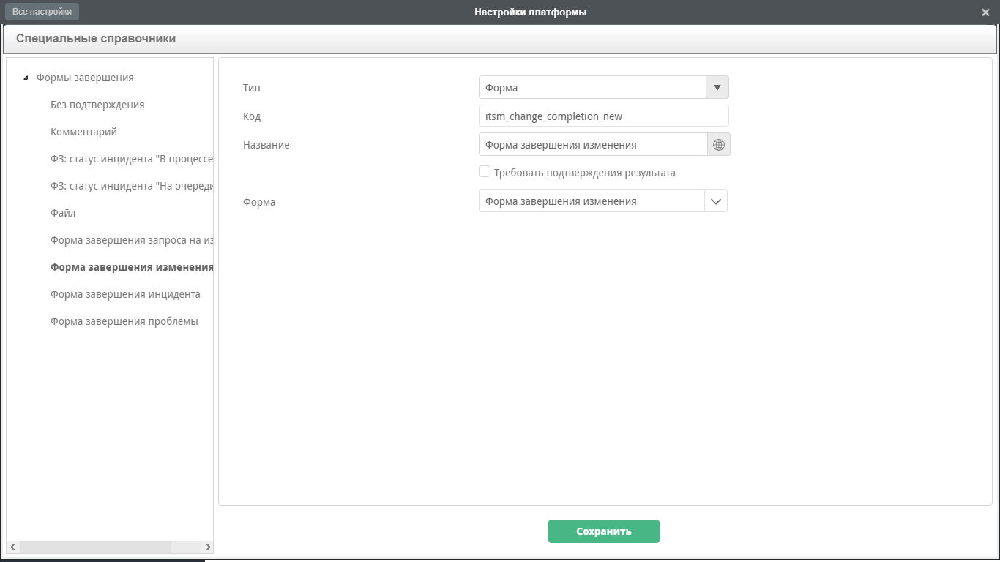 Все настройки
Настройки платформы
Специальные справочники
Формы завершения
Без подтверждения
Комментарий
ФЗ: статус инцидента "В процессе
ФЗ: статус инцидента "На очереди
Файл
Форма завершения запроса на из
Форма завершения изменения
Форма завершения инцидента
Форма завершения проблемы
Тип
Форма
Код
itsm_change_completion_new
Название
Форма завершения изменения
Требовать подтверждения результата
Форма
Форма завершения изменения
Сохранить